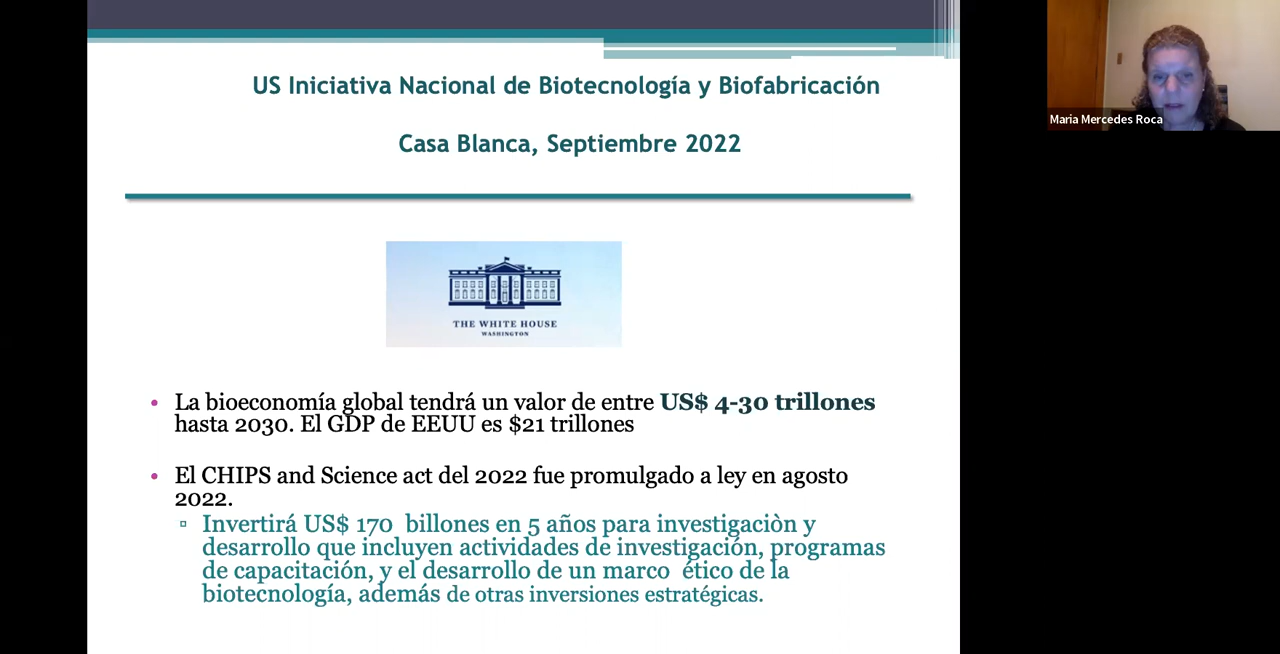 US Iniciativa Nacional de Biotecnología y Biofabricación
Casa Blanca, Septiembre 2022
THE WHITE HOUSE
WASHINGTON
• La bioeconomía global tendrá un valor de entre US$ 4-30 trillones
hasta 2030. El GDP de EEUU es $21 trillones
• El CHIPS and Science act del 2022 fue promulgado a ley en agosto
2022.
▫ Invertirá US$ 170 billones en 5 años para investigaciòn y
desarrollo que incluyen actividades de investigación, programas
de capacitación, y el desarrollo de un marco ético de la
biotecnología, además de otras inversiones estratégicas.
Maria Mercedes Roca